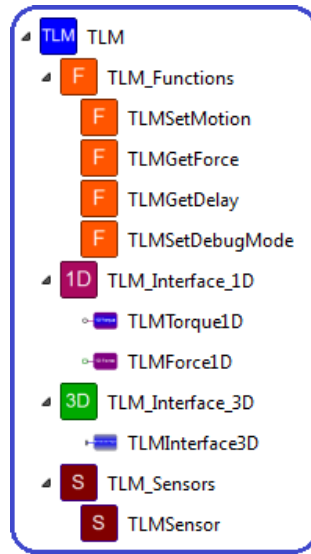 TLM TLM
F TLM_Functions
F TLMSetMotion
F TLMGetForce
F TLMGetDelay
F TLMSetDebugMode
1D TLM_Interface_1D
TLMTorque1D
TLMForce1D
3D TLM_Interface_3D
TLMInterface3D
S TLM_Sensors
S TLMSensor